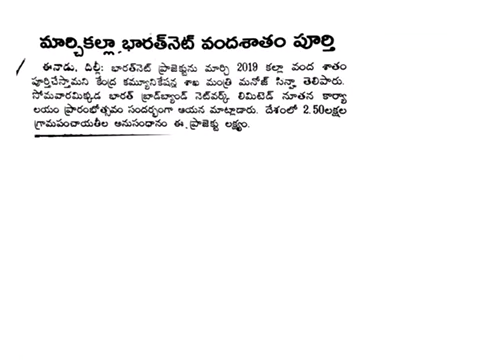 మార్చికల్లా భారత్‌నెట్ వందశాతం పూర్తి
ఈనాడు, దిల్లీ: భారత్‌నెట్ ప్రాజెక్టును మార్చి 2019 కల్లా వంద శాతం
పూర్తిచేస్తామని కేంద్ర కమ్యూనికేషన్ల శాఖ మంత్రి మనోజ్ సిన్హా తెలిపారు.
సోమవారమిక్కడ భారత్ బ్రాడ్‌బ్యాండ్ నెట్‌వర్క్ లిమిటెడ్ నూతన కార్యా
లయం ప్రారంభోత్సవం సందర్భంగా ఆయన మాట్లాడారు. దేశంలో 2.50లక్షల
గ్రామపంచాయతీల అనుసంధానం ఈ ప్రాజెక్టు లక్ష్యం.